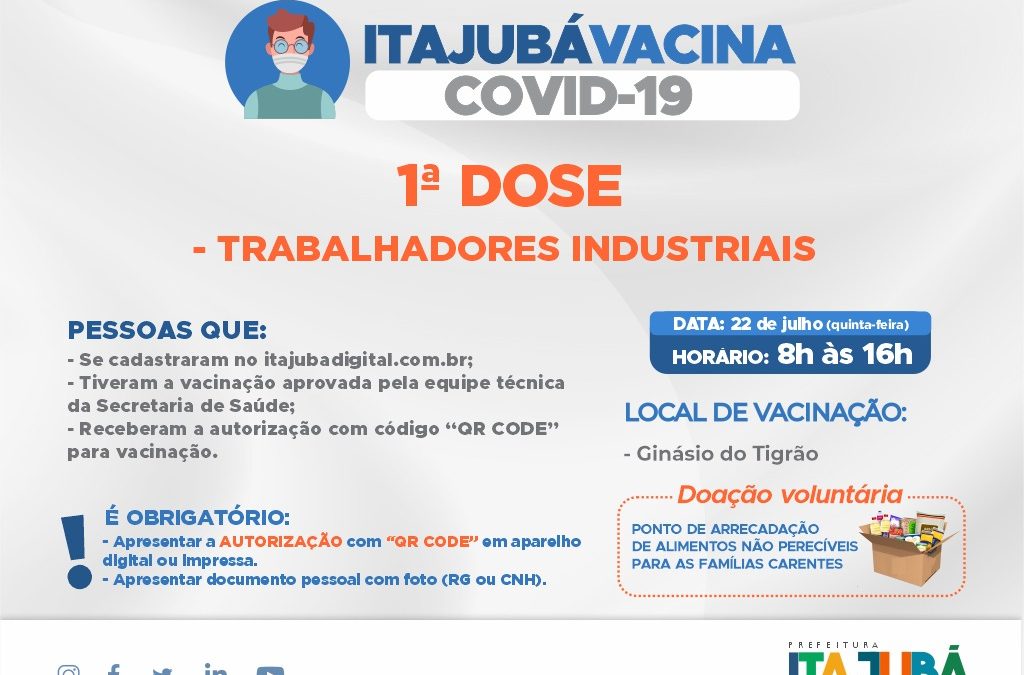 ITAJUBÁVACINA
COVID-19
1ª DOSE
- TRABALHADORES INDUSTRIAIS
PESSOAS QUE:
- Se cadastraram no itajubadigital.com.br;
- Tiveram a vacinação aprovada pela equipe técnica
da Secretaria de Saúde;
- Receberam a autorização com código “QR CODE”
para vacinação.
DATA: 22 de julho (quinta-feira)
HORÁRIO: 8h às 16h
LOCAL DE VACINAÇÃO:
- Ginásio do Tigrão
! É OBRIGATÓRIO:
- Apresentar a AUTORIZAÇÃO com “QR CODE” em aparelho
digital ou impressa.
- Apresentar documento pessoal com foto (RG ou CNH).
Doação voluntária
PONTO DE ARRECADAÇÃO
DE ALIMENTOS NÃO PERECÍVEIS
PARA AS FAMÍLIAS CARENTES
PREFEITURA
ITAJUBÁ